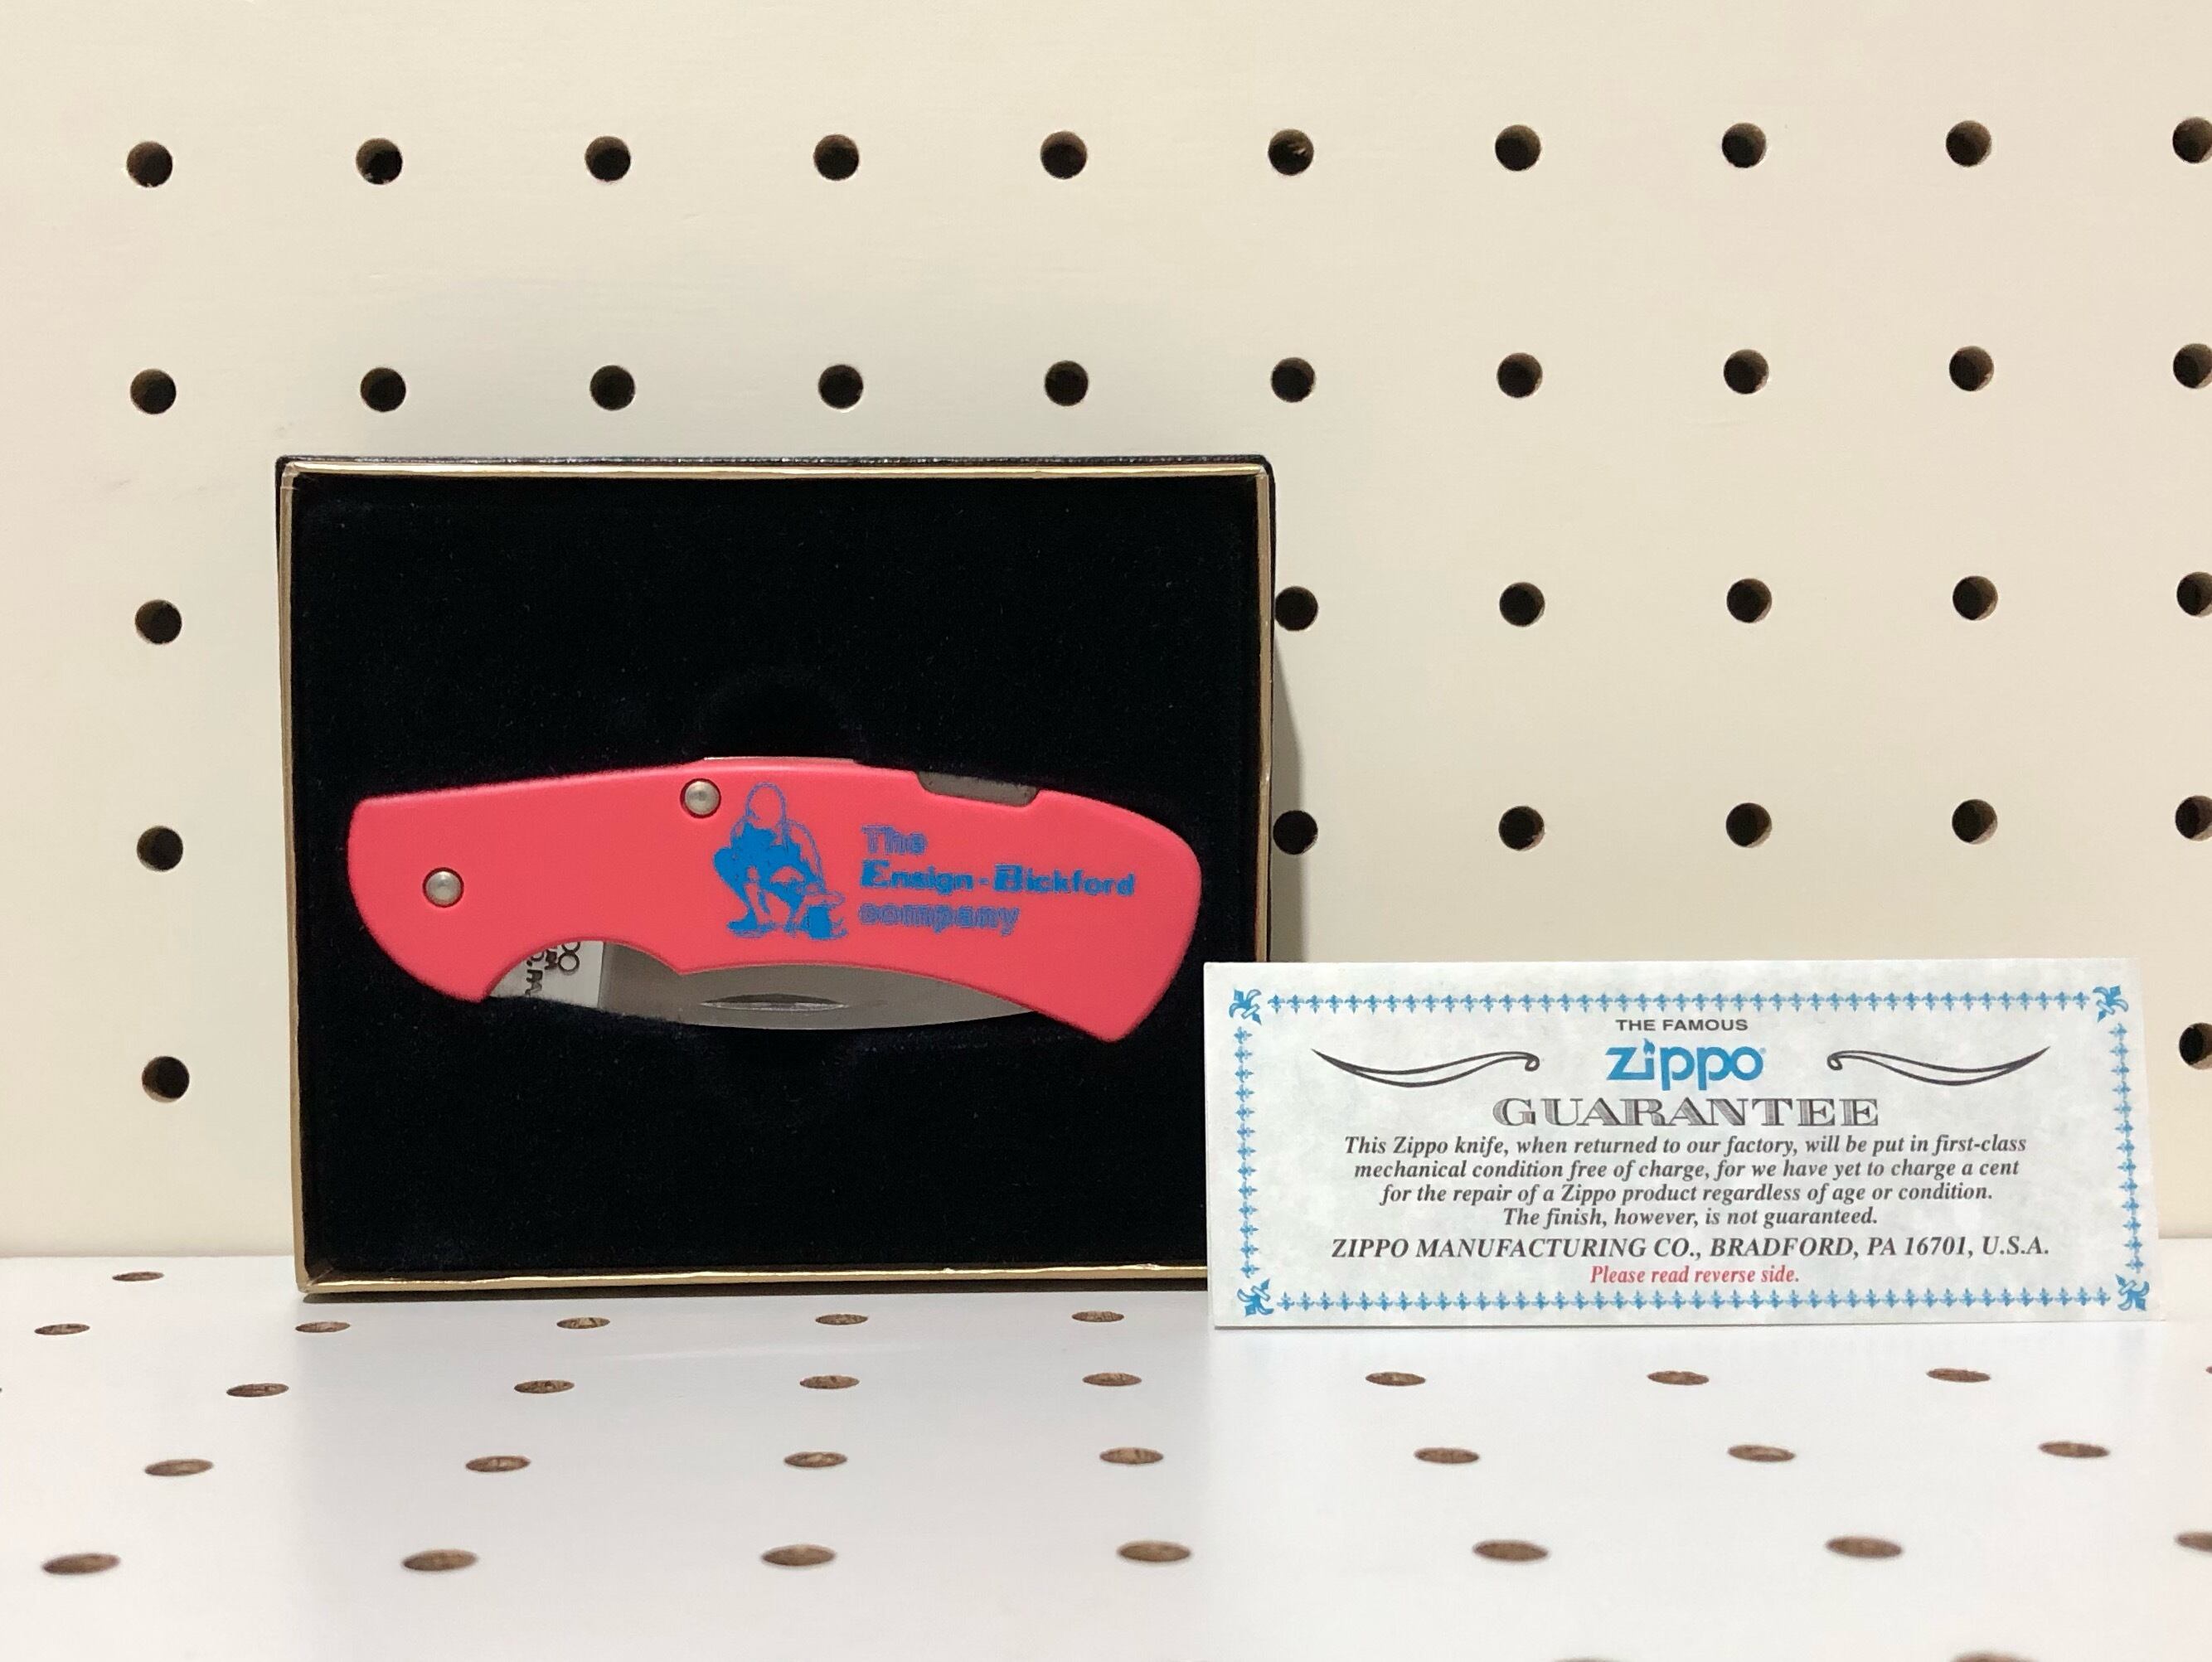 The
Ensign-Bickford
company
THE FAMOUS
zippo
GUARANTEE
This Zippo knife, when returned to our factory, will be put in first-class
mechanical condition free of charge, for we have yet to charge a cent
for the repair of a Zippo product regardless of age or condition.
The finish, however, is not guaranteed.
ZIPPO MANUFACTURING CO., BRADFORD, PA 16701, U.S.A.
Please read reverse side.